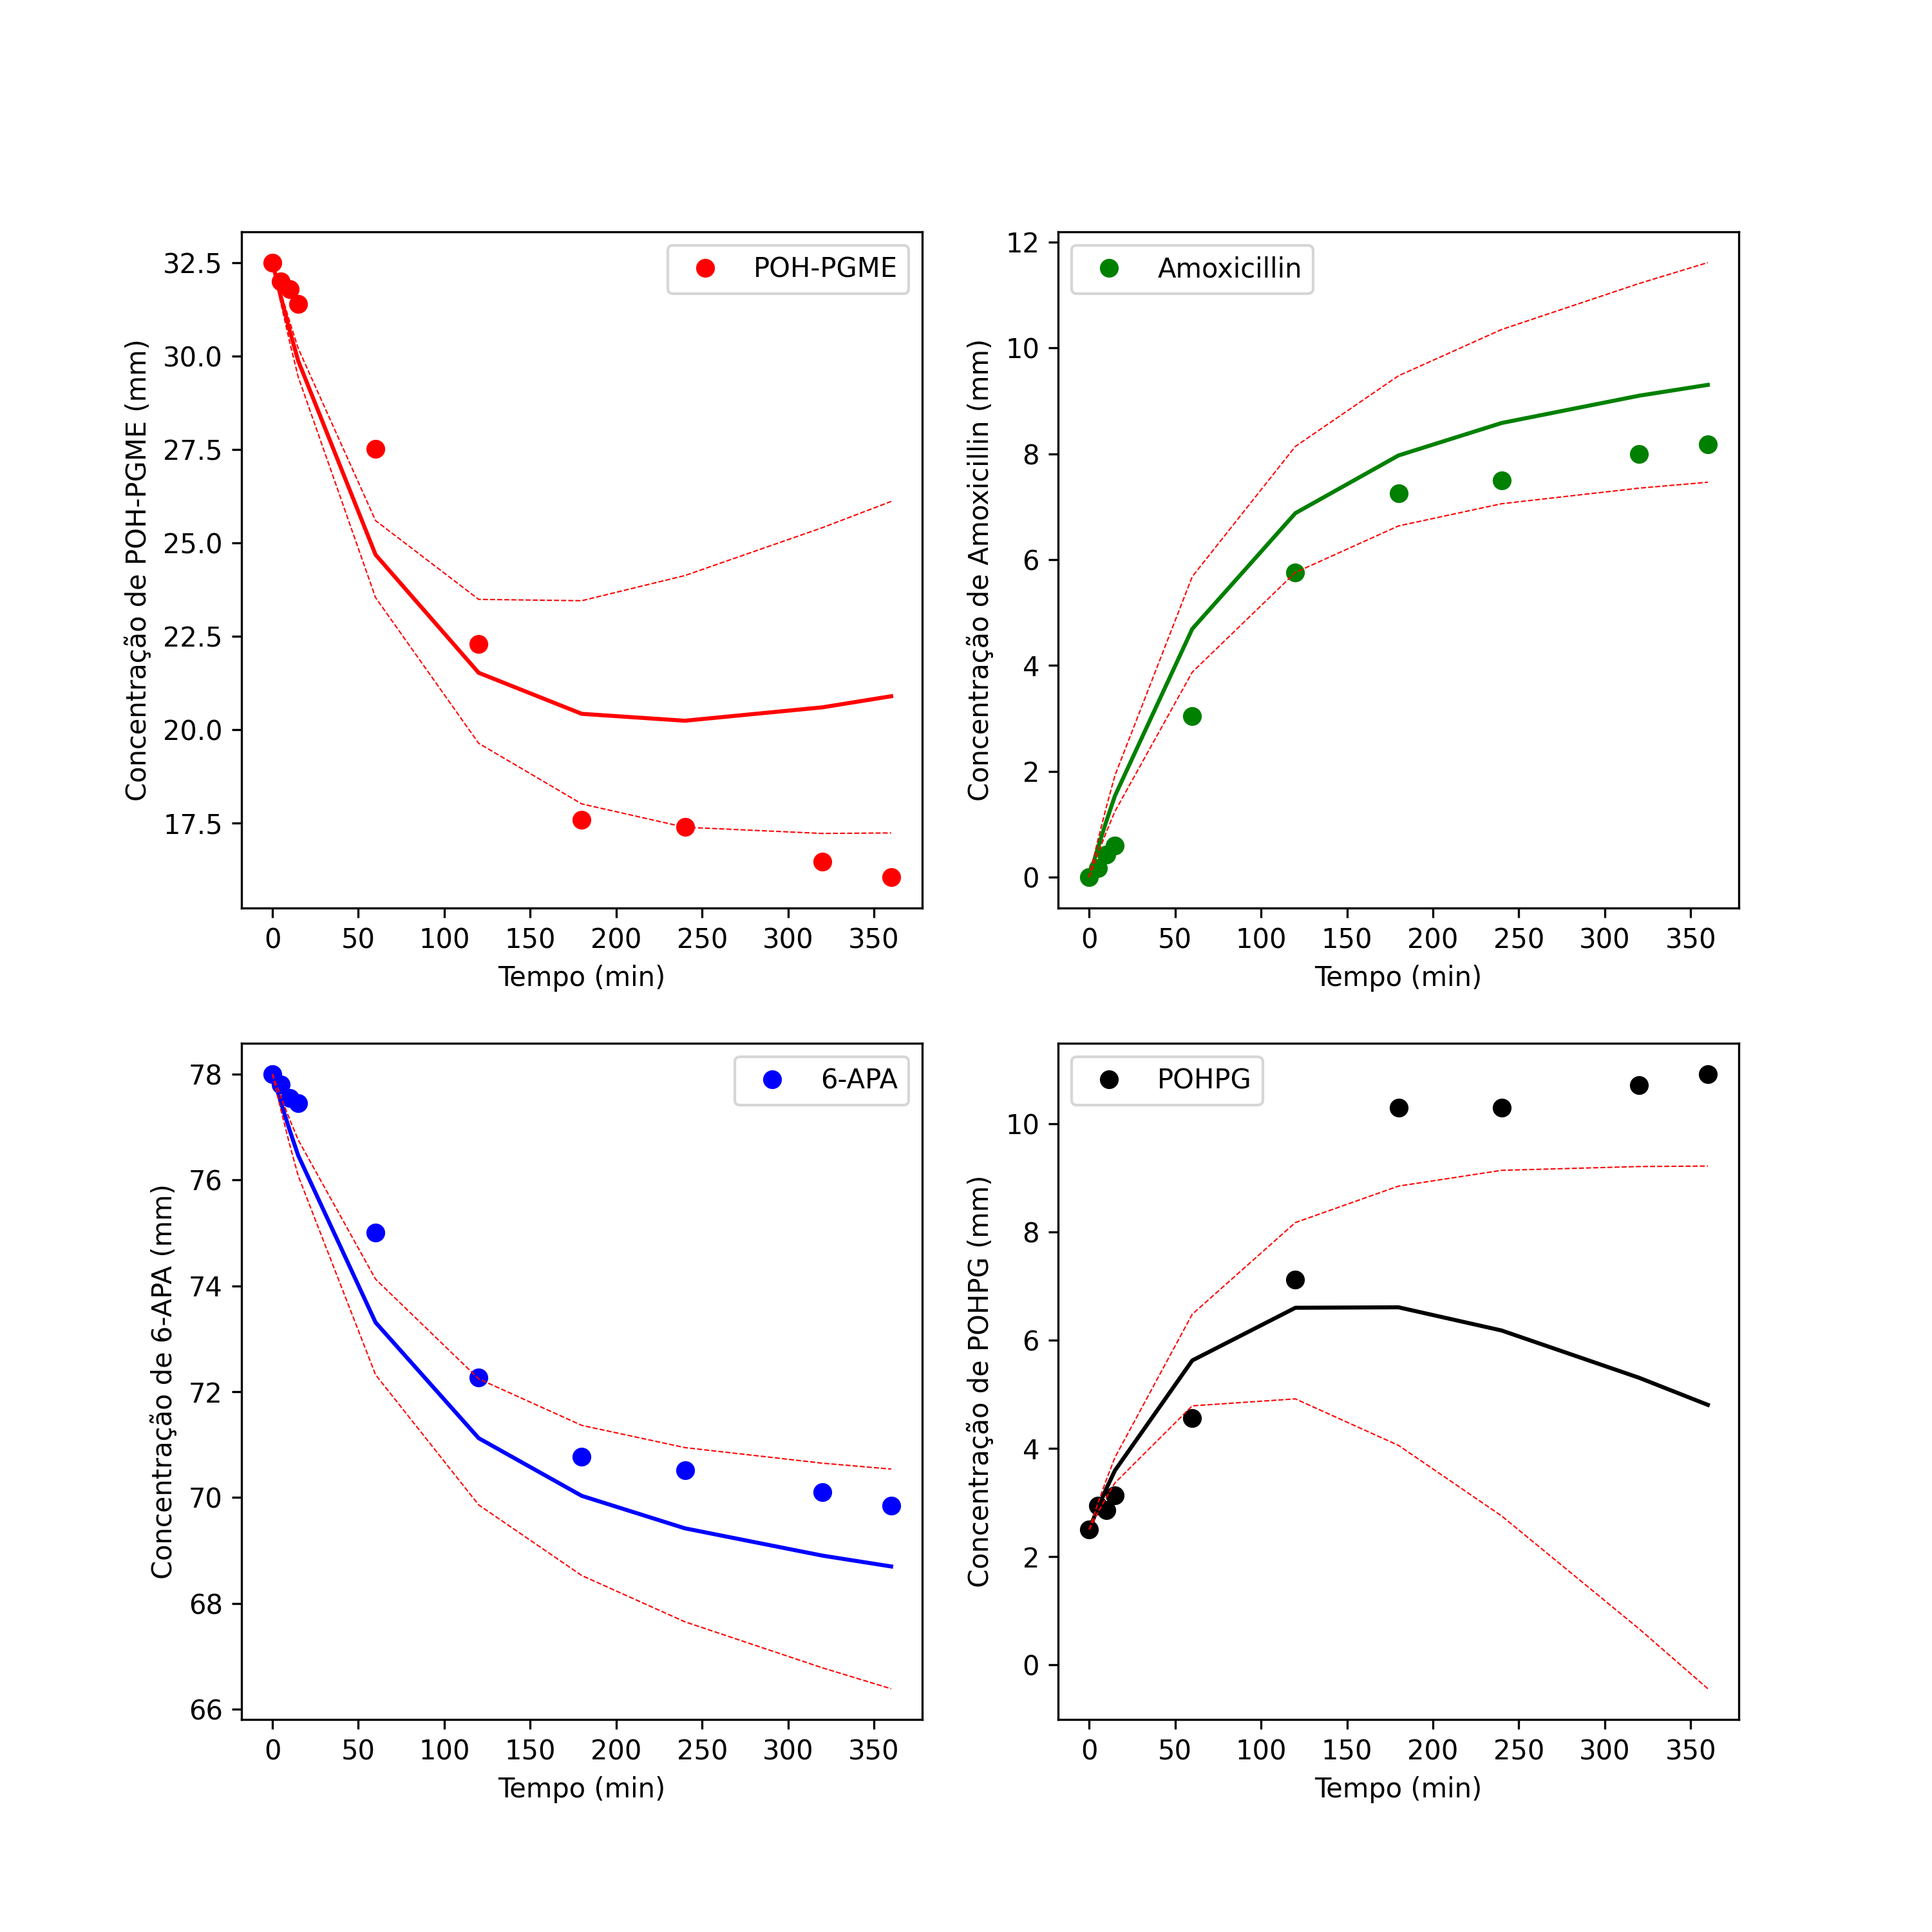 POH-PGME
Concentração de POH-PGME (mm)
32.5
30.0
27.5
25.0
22.5
20.0
17.5
0 50 100 150 200 250 300 350
Tempo (min)
Amoxicillin
Concentração de Amoxicillin (mm)
12
10
8
6
4
2
0
0 50 100 150 200 250 300 350
Tempo (min)
6-APA
Concentração de 6-APA (mm)
78
76
74
72
70
68
66
0 50 100 150 200 250 300 350
Tempo (min)
POHPG
Concentração de POHPG (mm)
10
8
6
4
2
0
0 50 100 150 200 250 300 350
Tempo (min)